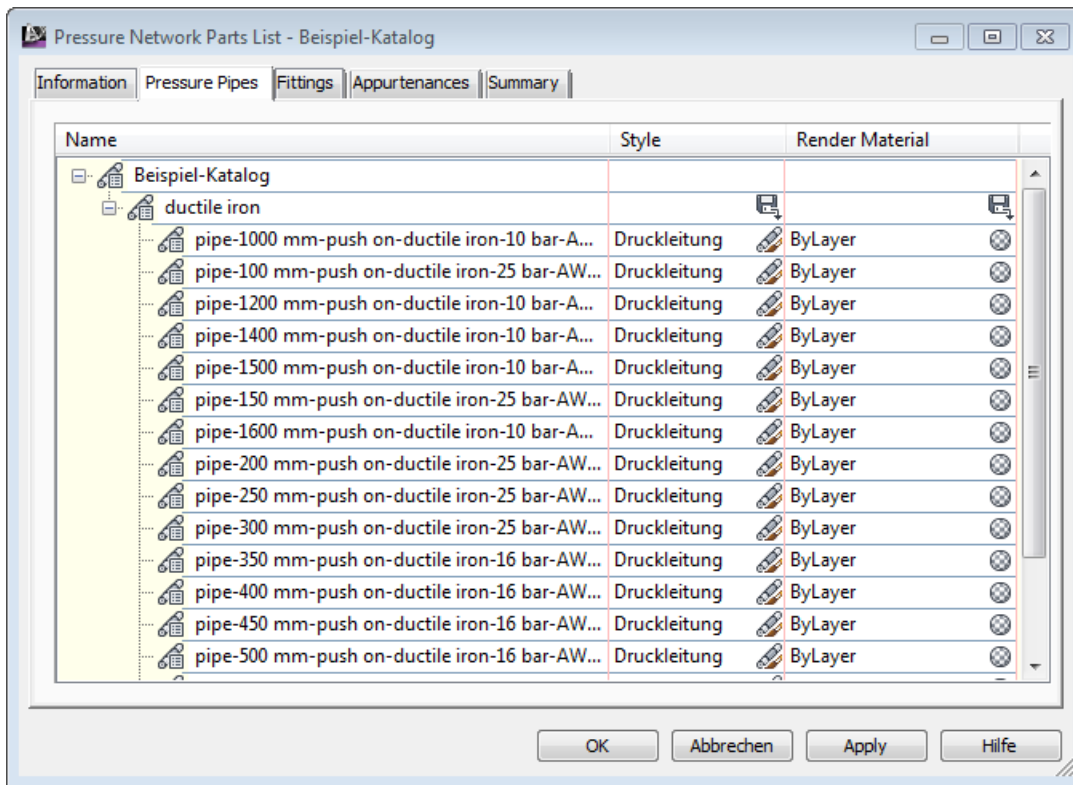 Pressure Network Parts List - Beispiel-Katalog
Information Pressure Pipes Fittings Appurtenances Summary
Name Style Render Material
Beispiel-Katalog
ductile iron
pipe-1000 mm-push on-ductile iron-10 bar-A... Druckleitung ByLayer
pipe-100 mm-push on-ductile iron-25 bar-AW... Druckleitung ByLayer
pipe-1200 mm-push on-ductile iron-10 bar-A... Druckleitung ByLayer
pipe-1400 mm-push on-ductile iron-10 bar-A... Druckleitung ByLayer
pipe-1500 mm-push on-ductile iron-10 bar-A... Druckleitung ByLayer
pipe-150 mm-push on-ductile iron-25 bar-AW... Druckleitung ByLayer
pipe-1600 mm-push on-ductile iron-10 bar-A... Druckleitung ByLayer
pipe-200 mm-push on-ductile iron-25 bar-AW... Druckleitung ByLayer
pipe-250 mm-push on-ductile iron-25 bar-AW... Druckleitung ByLayer
pipe-300 mm-push on-ductile iron-25 bar-AW... Druckleitung ByLayer
pipe-350 mm-push on-ductile iron-16 bar-AW... Druckleitung ByLayer
pipe-400 mm-push on-ductile iron-16 bar-AW... Druckleitung ByLayer
pipe-450 mm-push on-ductile iron-16 bar-AW... Druckleitung ByLayer
pipe-500 mm-push on-ductile iron-16 bar-AW... Druckleitung ByLayer
OK Abbrechen Apply Hilfe